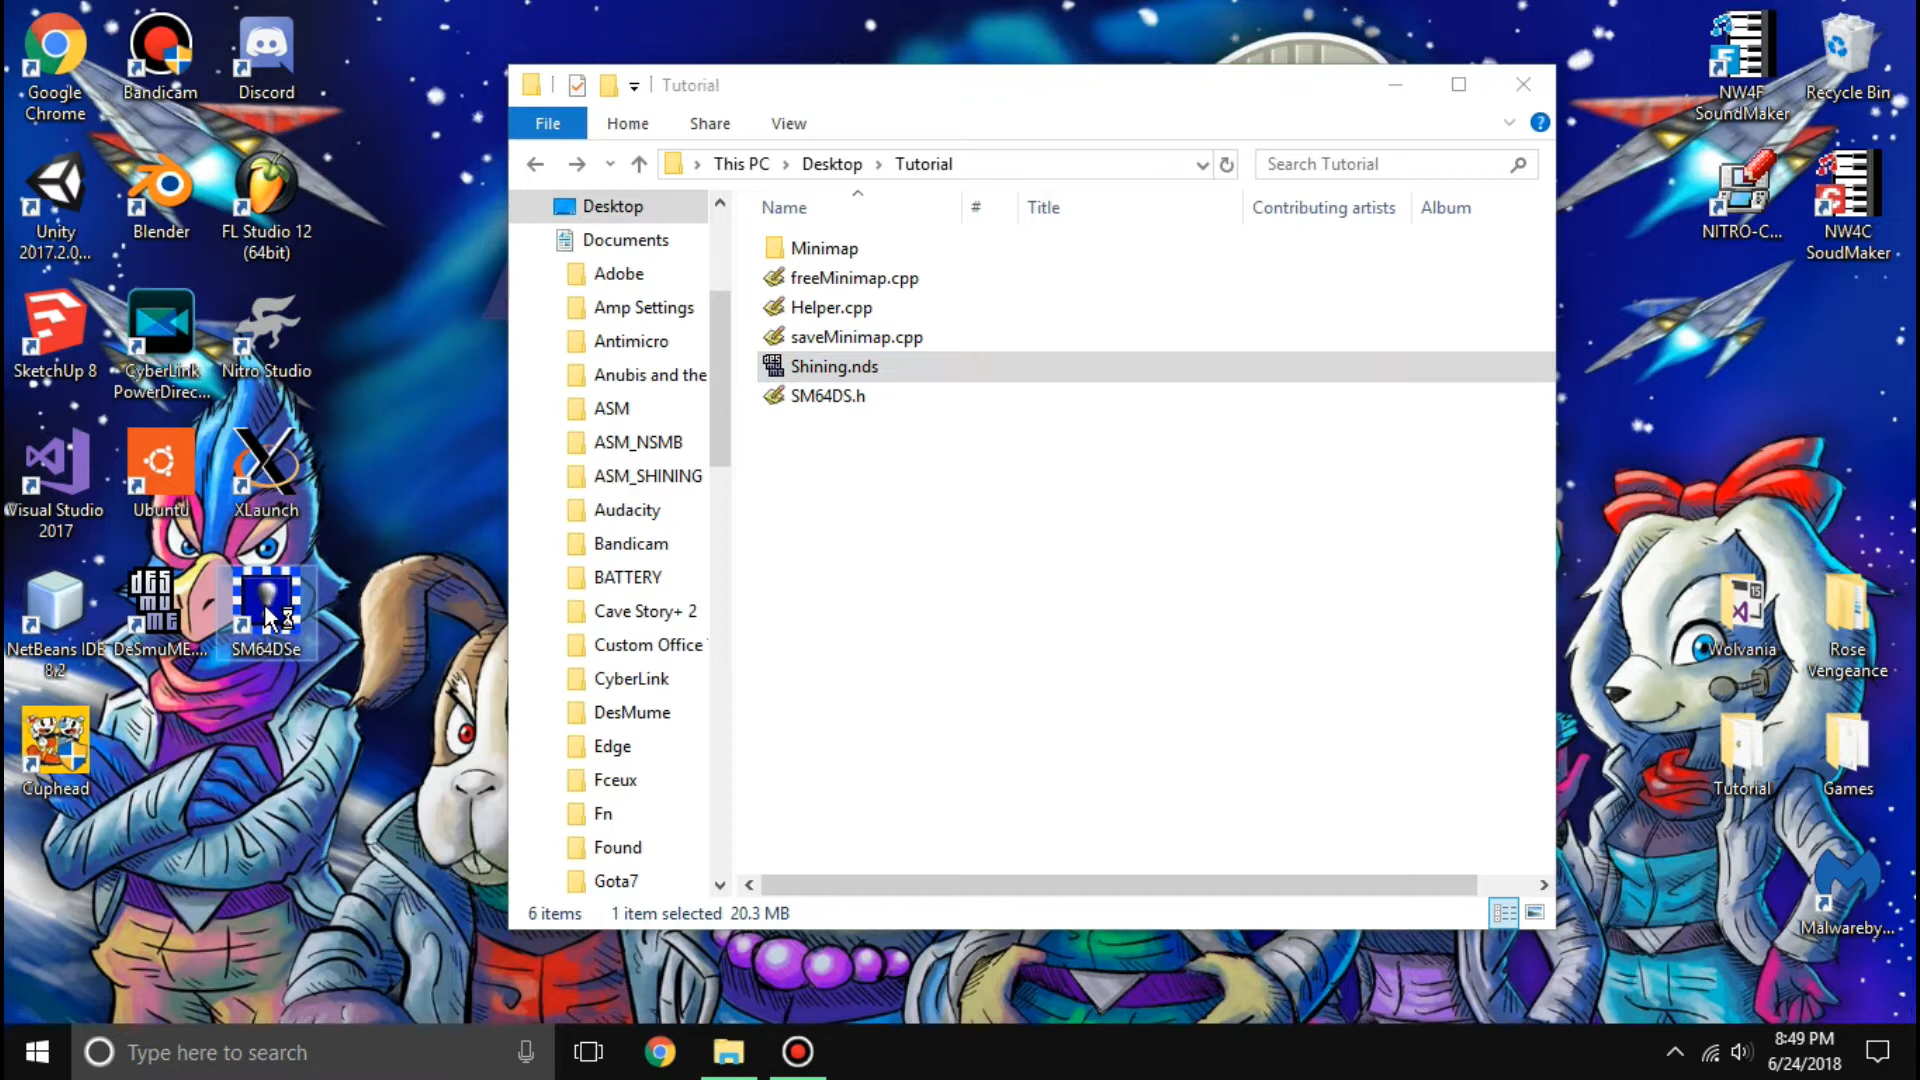 Google
Chrome
Bandicam
Discord
Unity
2017.2.0...
Blender
FL Studio 12
(64bit)
SketchUp 8
CyberLink
PowerDirec...
Nitro Studio
Visual Studio
2017
Ubuntu
XLaunch
NetBeans IDE
8.2
DeSmuME....
SM64DSe
Cuphead
Tutorial
File
Home
Share
View
This PC
Desktop
Tutorial
Search Tutorial
Desktop
Documents
Adobe
Amp Settings
Antimicro
Anubis and the
ASM
ASM_NSMB
ASM_SHINING
Audacity
Bandicam
BATTERY
Cave Story+ 2
Custom Office
CyberLink
DesMume
Edge
Fceux
Fn
Found
Gota7
Name
#
Title
Contributing artists
Album
Minimap
freeMinimap.cpp
Helper.cpp
saveMinimap.cpp
Shining.nds
SM64DS.h
6 items
1 item selected 20.3 MB
NW4F
SoundMaker
Recycle Bin
NITRO-C...
NW4C
SoudMaker
Wolvania
Rose
Vengeance
Tutorial
Games
Malwareby...
Type here to search
8:49 PM
6/24/2018